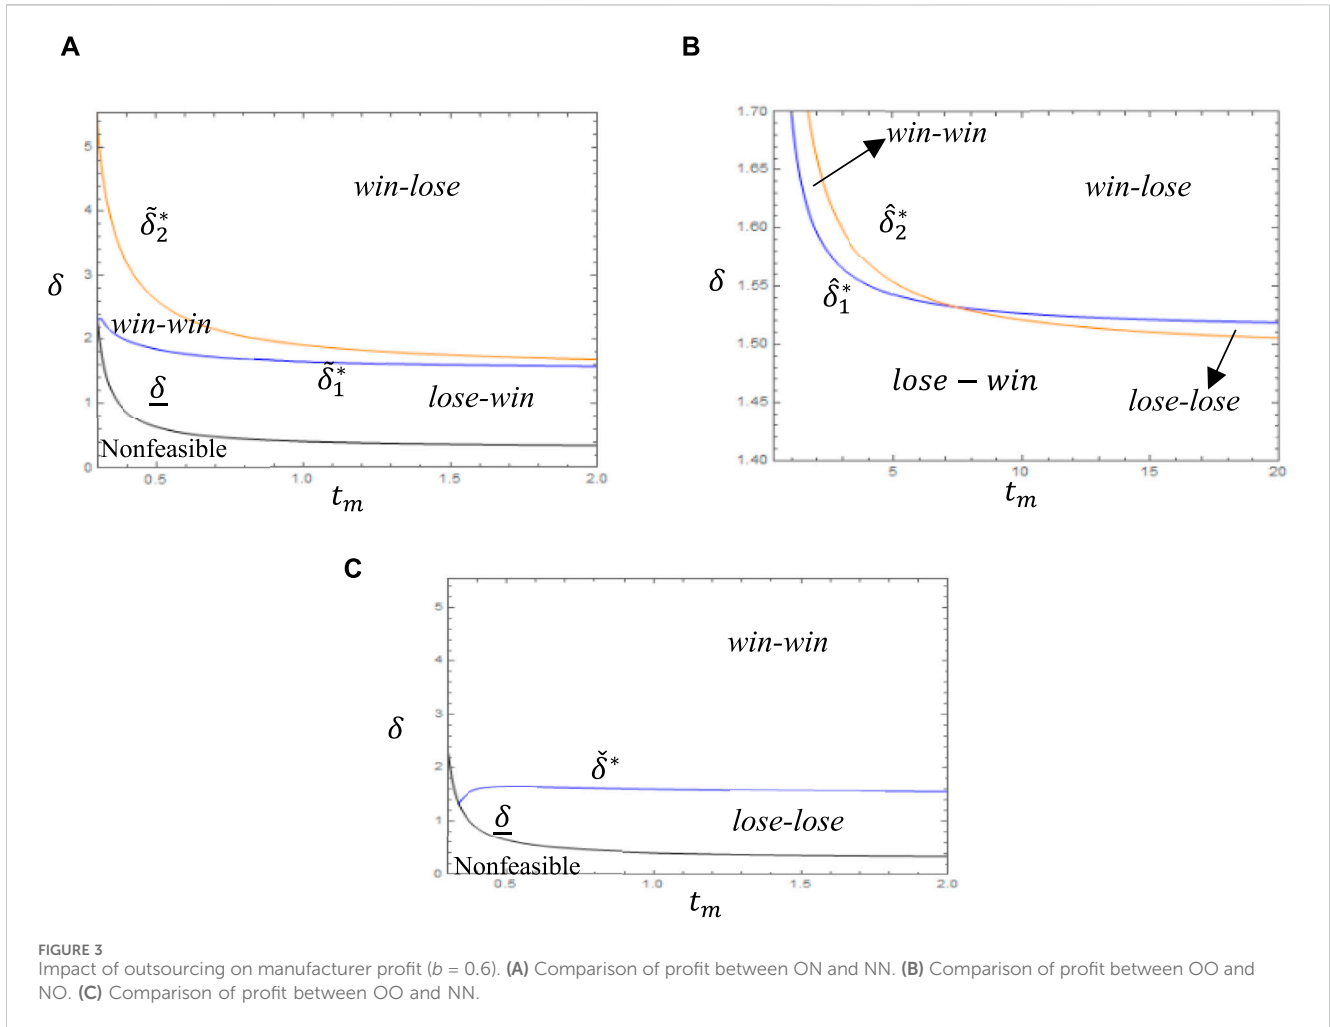 A
5
4
3
2
1
0
δ
win-lose
δ̃₂*
win-win
δ̃₁*
δ
lose-win
Nonfeasible
0.5
1.0
1.5
2.0
tₘ
B
1.70
1.65
1.60
1.55
1.50
1.45
1.40
δ
win-win
win-lose
δ̂₂*
δ̂₁*
lose – win
lose-lose
5
10
15
20
tₘ
C
5
4
3
2
1
0
δ
win-win
δ̌*
δ
lose-lose
Nonfeasible
0.5
1.0
1.5
2.0
tₘ
FIGURE 3
Impact of outsourcing on manufacturer profit (b = 0.6). (A) Comparison of profit between ON and NN. (B) Comparison of profit between OO and
NO. (C) Comparison of profit between OO and NN.